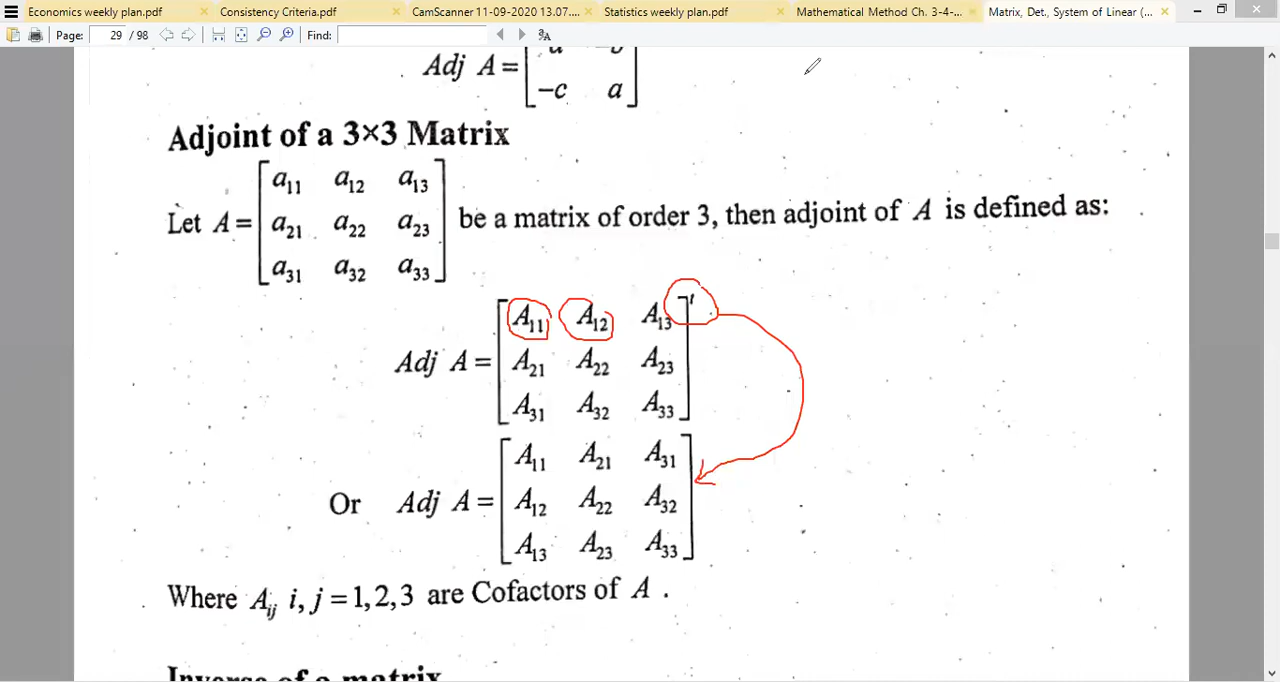 Economics weekly plan.pdf × Consistency Criteria.pdf × CamScanner 11-09-2020 13.07.... × Statistics weekly plan.pdf × Mathematical Method Ch. 3-4-... × Matrix, Det., System of Linear (... ×
Page: 29 / 98 Find:
Adj A =
−c a
Adjoint of a 3×3 Matrix
a11 a12 a13
Let A = a21 a22 a23 be a matrix of order 3, then adjoint of A is defined as:
a31 a32 a33
A11 A12 A13 '
Adj A = A21 A22 A23
A31 A32 A33
A11 A21 A31
Or Adj A = A12 A22 A32
A13 A23 A33
Where Aij i, j = 1, 2, 3 are Cofactors of A .
Inverse of a matrix